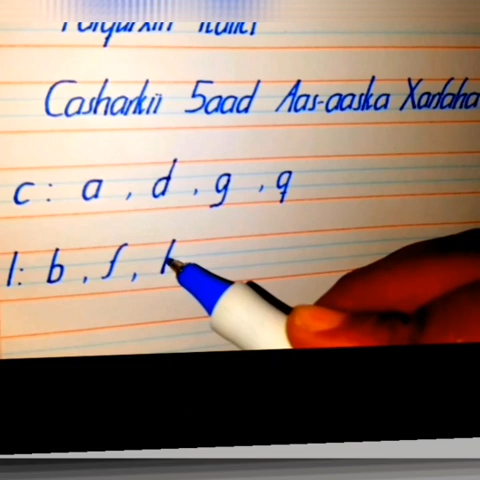 Casharkii 5aad Aas-aaska Xarfaha
c: a, d, g, q
l: b, f,